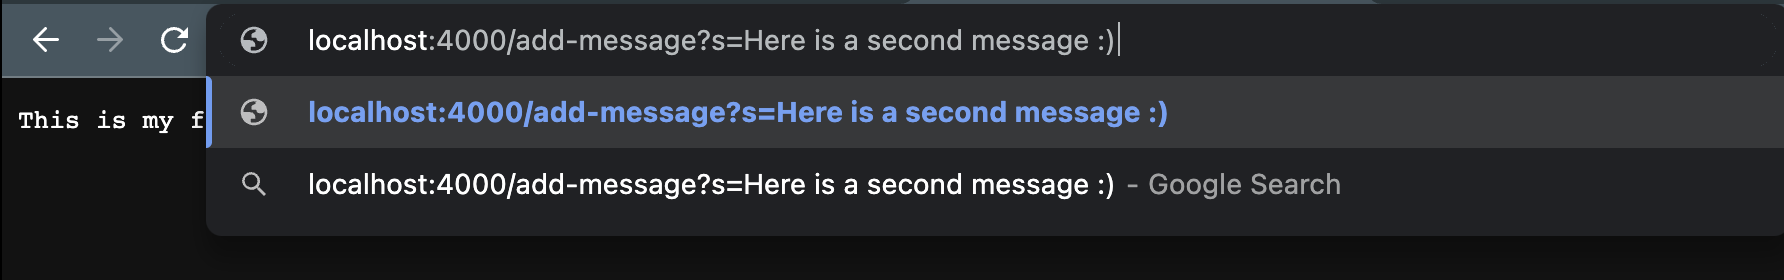 localhost:4000/add-message?s=Here is a second message :)
localhost:4000/add-message?s=Here is a second message :)
This is my f
localhost:4000/add-message?s=Here is a second message :) - Google Search